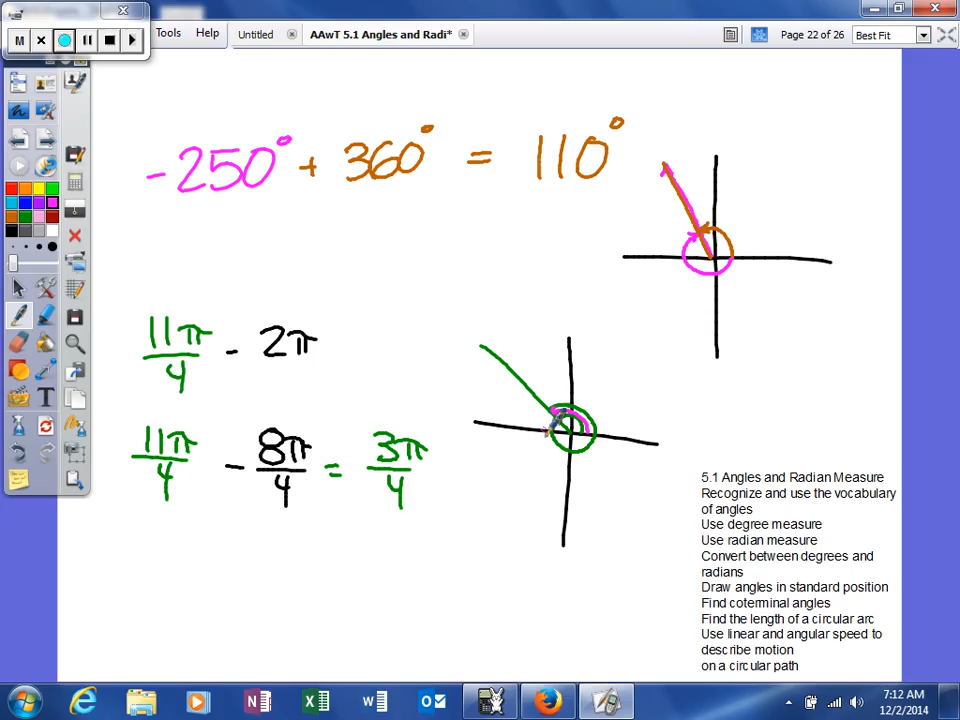 M
Tools Help Untitled AAwT 5.1 Angles and Radi* Page 22 of 26 Best Fit
-250° + 360° = 110°
11π/4 - 2π
11π/4 - 8π/4 = 3π/4
5.1 Angles and Radian Measure
Recognize and use the vocabulary
of angles
Use degree measure
Use radian measure
Convert between degrees and
radians
Draw angles in standard position
Find coterminal angles
Find the length of a circular arc
Use linear and angular speed to
describe motion
on a circular path
7:12 AM
12/2/2014